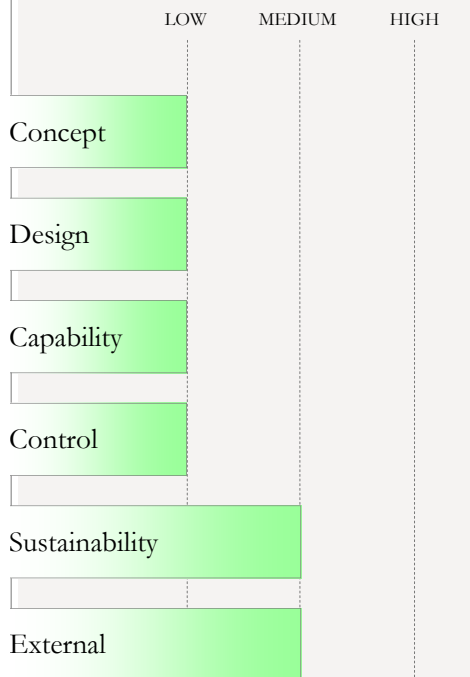 LOW MEDIUM HIGH
Concept
Design
Capability
Control
Sustainability
External